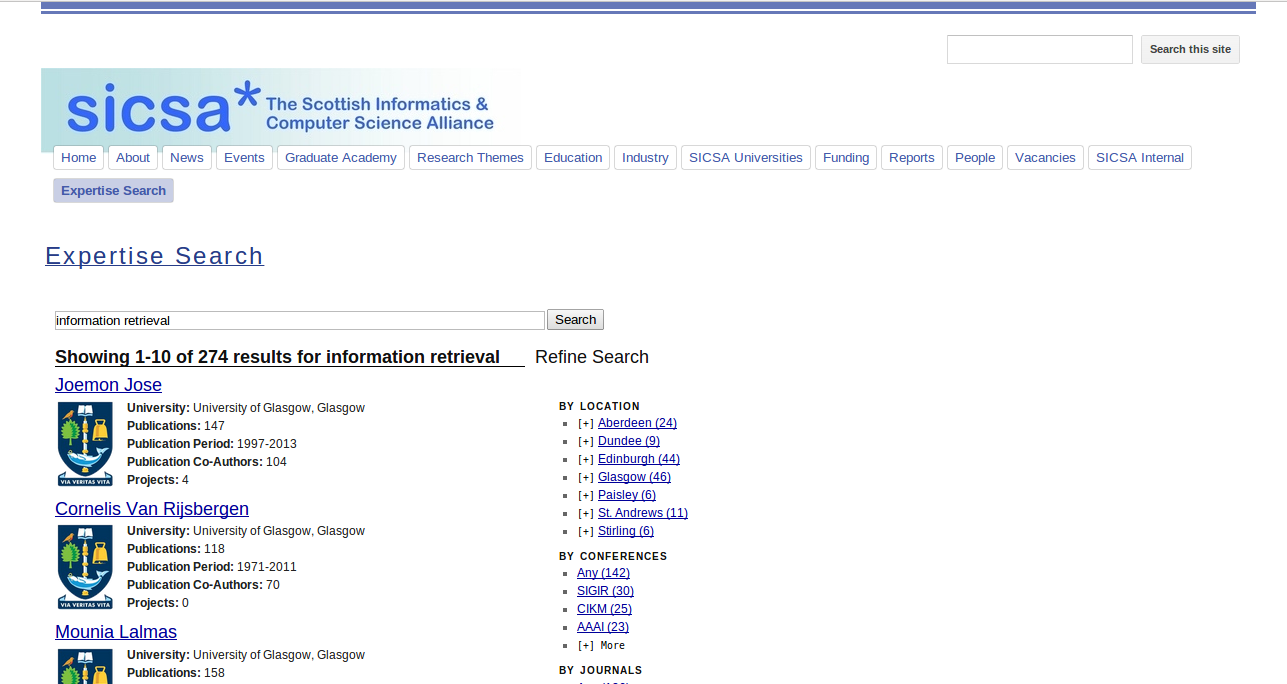 Search this site
sicsa* The Scottish Informatics &
Computer Science Alliance
Home About News Events Graduate Academy Research Themes Education Industry SICSA Universities Funding Reports People Vacancies SICSA Internal
Expertise Search
Expertise Search
information retrieval Search
Showing 1-10 of 274 results for information retrieval
Joemon Jose
University: University of Glasgow, Glasgow
Publications: 147
Publication Period: 1997-2013
Publication Co-Authors: 104
Projects: 4
VIA VERITAS VITA
Cornelis Van Rijsbergen
University: University of Glasgow, Glasgow
Publications: 118
Publication Period: 1971-2011
Publication Co-Authors: 70
Projects: 0
VIA VERITAS VITA
Mounia Lalmas
University: University of Glasgow, Glasgow
Publications: 158
Refine Search
BY LOCATION
[+] Aberdeen (24)
[+] Dundee (9)
[+] Edinburgh (44)
[+] Glasgow (46)
[+] Paisley (6)
[+] St. Andrews (11)
[+] Stirling (6)
BY CONFERENCES
Any (142)
SIGIR (30)
CIKM (25)
AAAI (23)
[+] More
BY JOURNALS